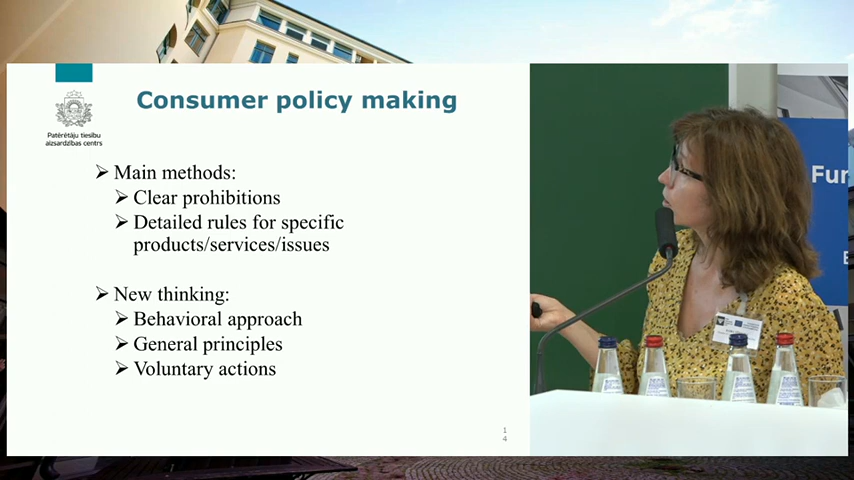 Consumer policy making
Patērētāju tiesību
aizsardzības centrs
Main methods:
Clear prohibitions
Detailed rules for specific
products/services/issues
New thinking:
Behavioral approach
General principles
Voluntary actions
1
4
Fur